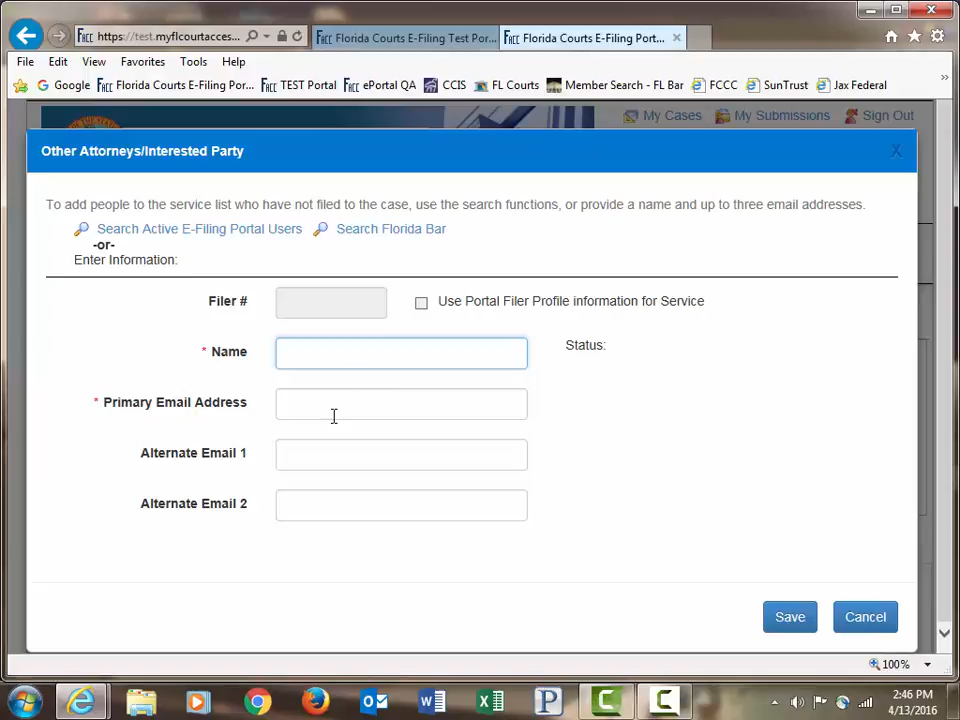 FACC https://test.myflcourtacces...
FACC Florida Courts E-Filing Test Por...
FACC Florida Courts E-Filing Port... ×
File Edit View Favorites Tools Help
G Google FACC Florida Courts E-Filing Por... FACC TEST Portal FACC ePortal QA CCIS FL Courts Member Search - FL Bar FCCC SunTrust Jax Federal »
My Cases My Submissions Sign Out
Other Attorneys/Interested Party X
To add people to the service list who have not filed to the case, use the search functions, or provide a name and up to three email addresses.
Search Active E-Filing Portal Users Search Florida Bar
-or-
Enter Information:
Filer # Use Portal Filer Profile information for Service
* Name Status:
* Primary Email Address
Alternate Email 1
Alternate Email 2
Save Cancel
100%
2:46 PM
4/13/2016